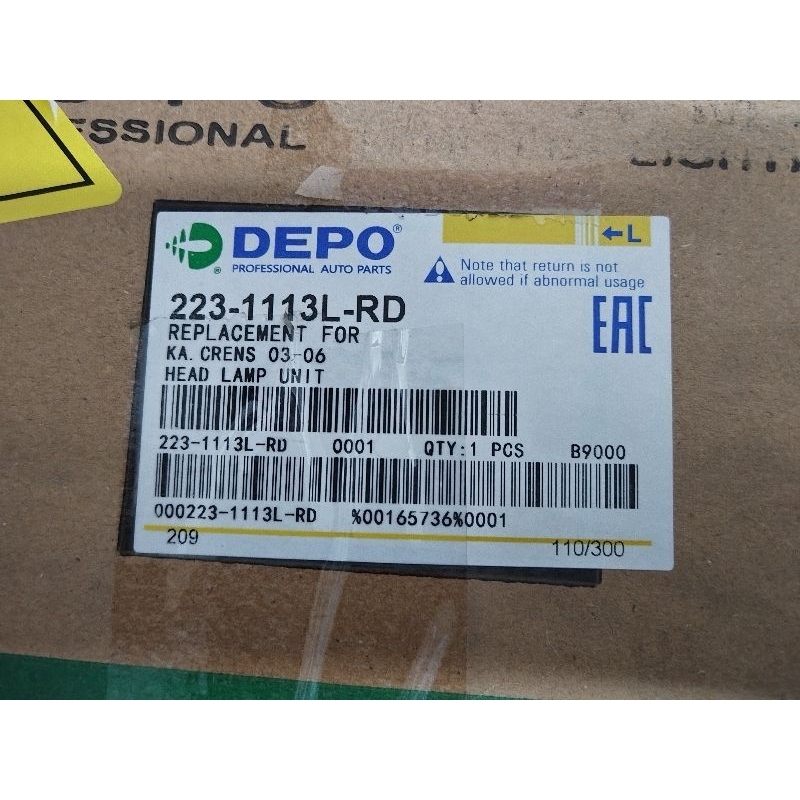 ESSIONAL
DEPO®
PROFESSIONAL AUTO PARTS
←L
Note that return is not
allowed if abnormal usage
223-1113L-RD
REPLACEMENT FOR
KA. CRENS 03-06
HEAD LAMP UNIT
EAC
223-1113L-RD 0001 QTY:1 PCS B9000
000223-1113L-RD %00165736%0001
209 110/300